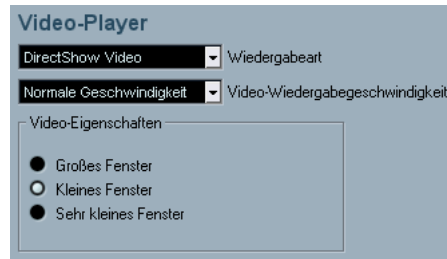 Video-Player
DirectShow Video Wiedergabeart
Normale Geschwindigkeit Video-Wiedergabegeschwindigkeit
Video-Eigenschaften
Großes Fenster
Kleines Fenster
Sehr kleines Fenster